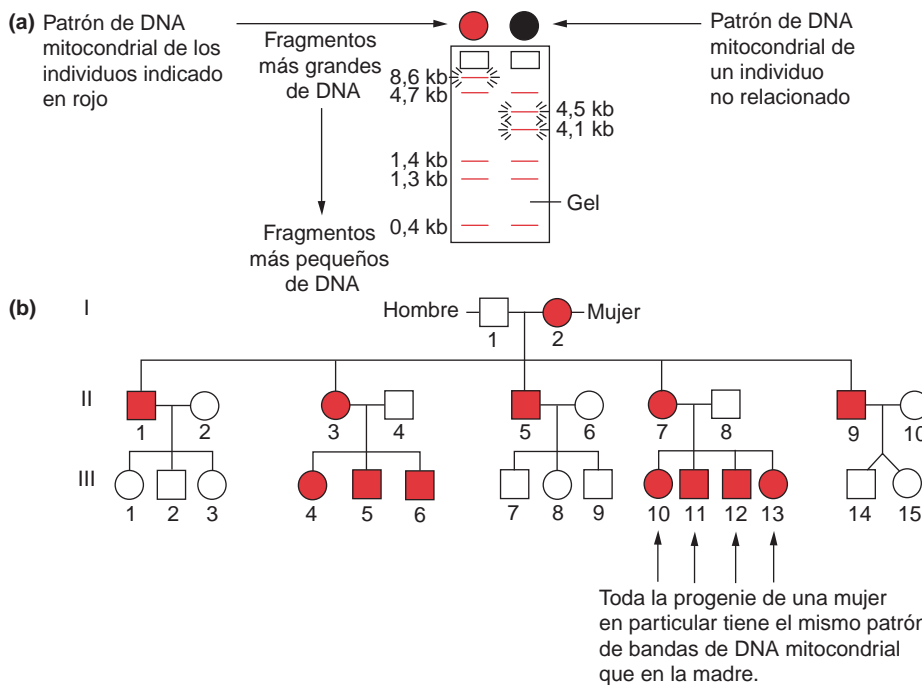 (a) Patrón de DNA
mitocondrial de los
individuos indicado
en rojo
Fragmentos
más grandes
de DNA
Fragmentos
más pequeños
de DNA
Patrón de DNA
mitocondrial de
un individuo
no relacionado
8,6 kb
4,7 kb
4,5 kb
4,1 kb
1,4 kb
1,3 kb
Gel
0,4 kb
(b) I
Hombre
Mujer
1 2
II
1 2 3 4 5 6 7 8 9 10
III
1 2 3 4 5 6 7 8 9 10 11 12 13 14 15
Toda la progenie de una mujer
en particular tiene el mismo patrón
de bandas de DNA mitocondrial
que en la madre.